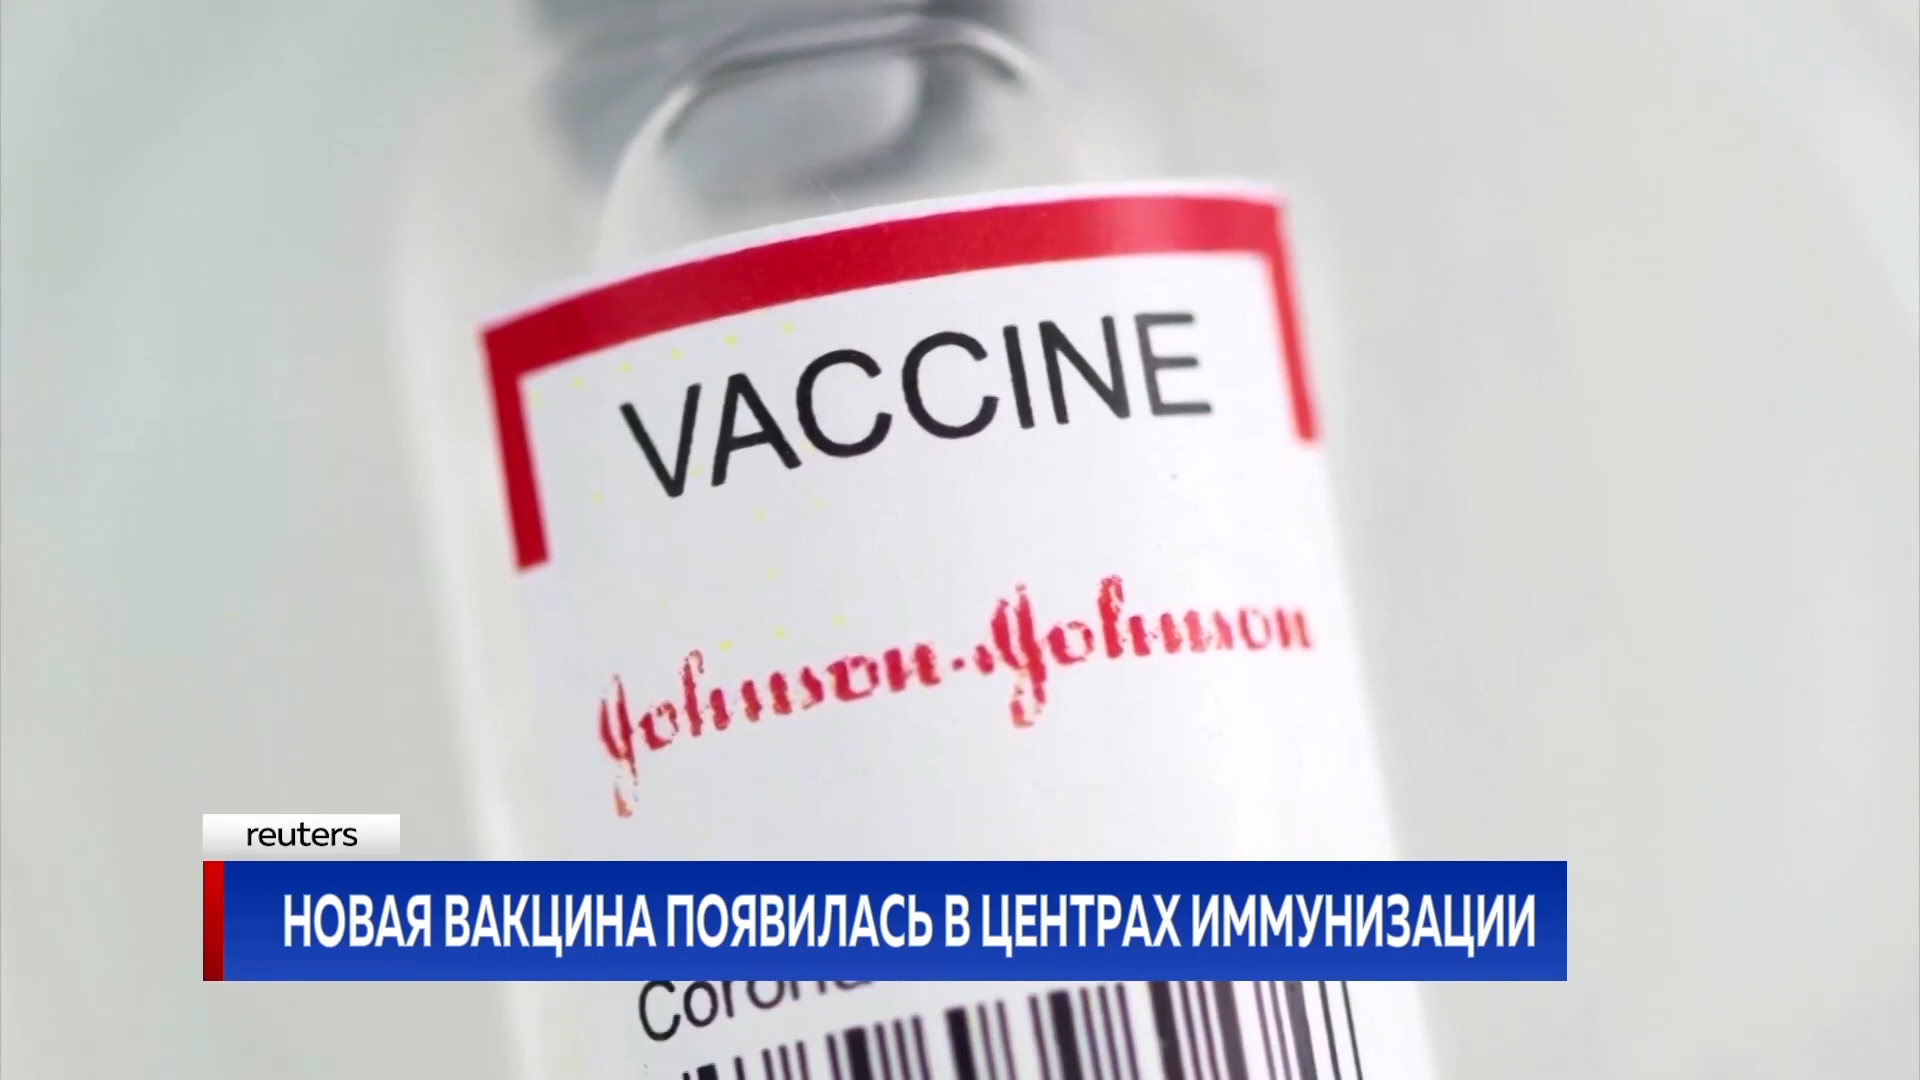 VACCINE
Johnson-Johnson
reuters
НОВАЯ ВАКЦИНА ПОЯВИЛАСЬ В ЦЕНТРАХ ИММУНИЗАЦИИ